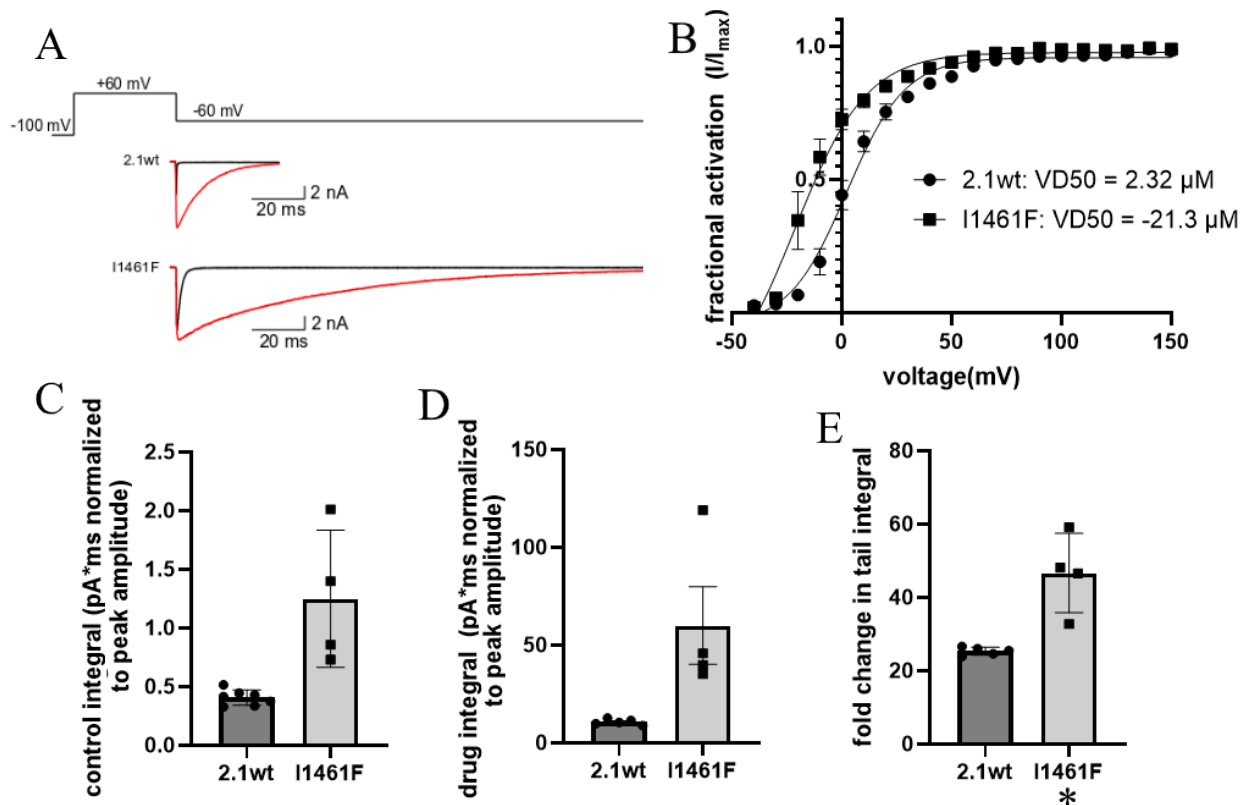 A
+60 mV
-60 mV
-100 mV
2.1wt
2 nA
20 ms
I1461F
2 nA
20 ms
B
fractional activation (I/Imax)
1.0
0.5
2.1wt: VD50 = 2.32 µM
I1461F: VD50 = -21.3 µM
-50
0
50
100
150
voltage(mV)
C
control integral (pA*ms normalized
to peak amplitude)
2.5
2.0
1.5
1.0
0.5
0.0
2.1wt
I1461F
D
drug integral (pA*ms normalized
to peak amplitude)
150
100
50
0
2.1wt
I1461F
E
fold change in tail integral
80
60
40
20
0
2.1wt
I1461F
*